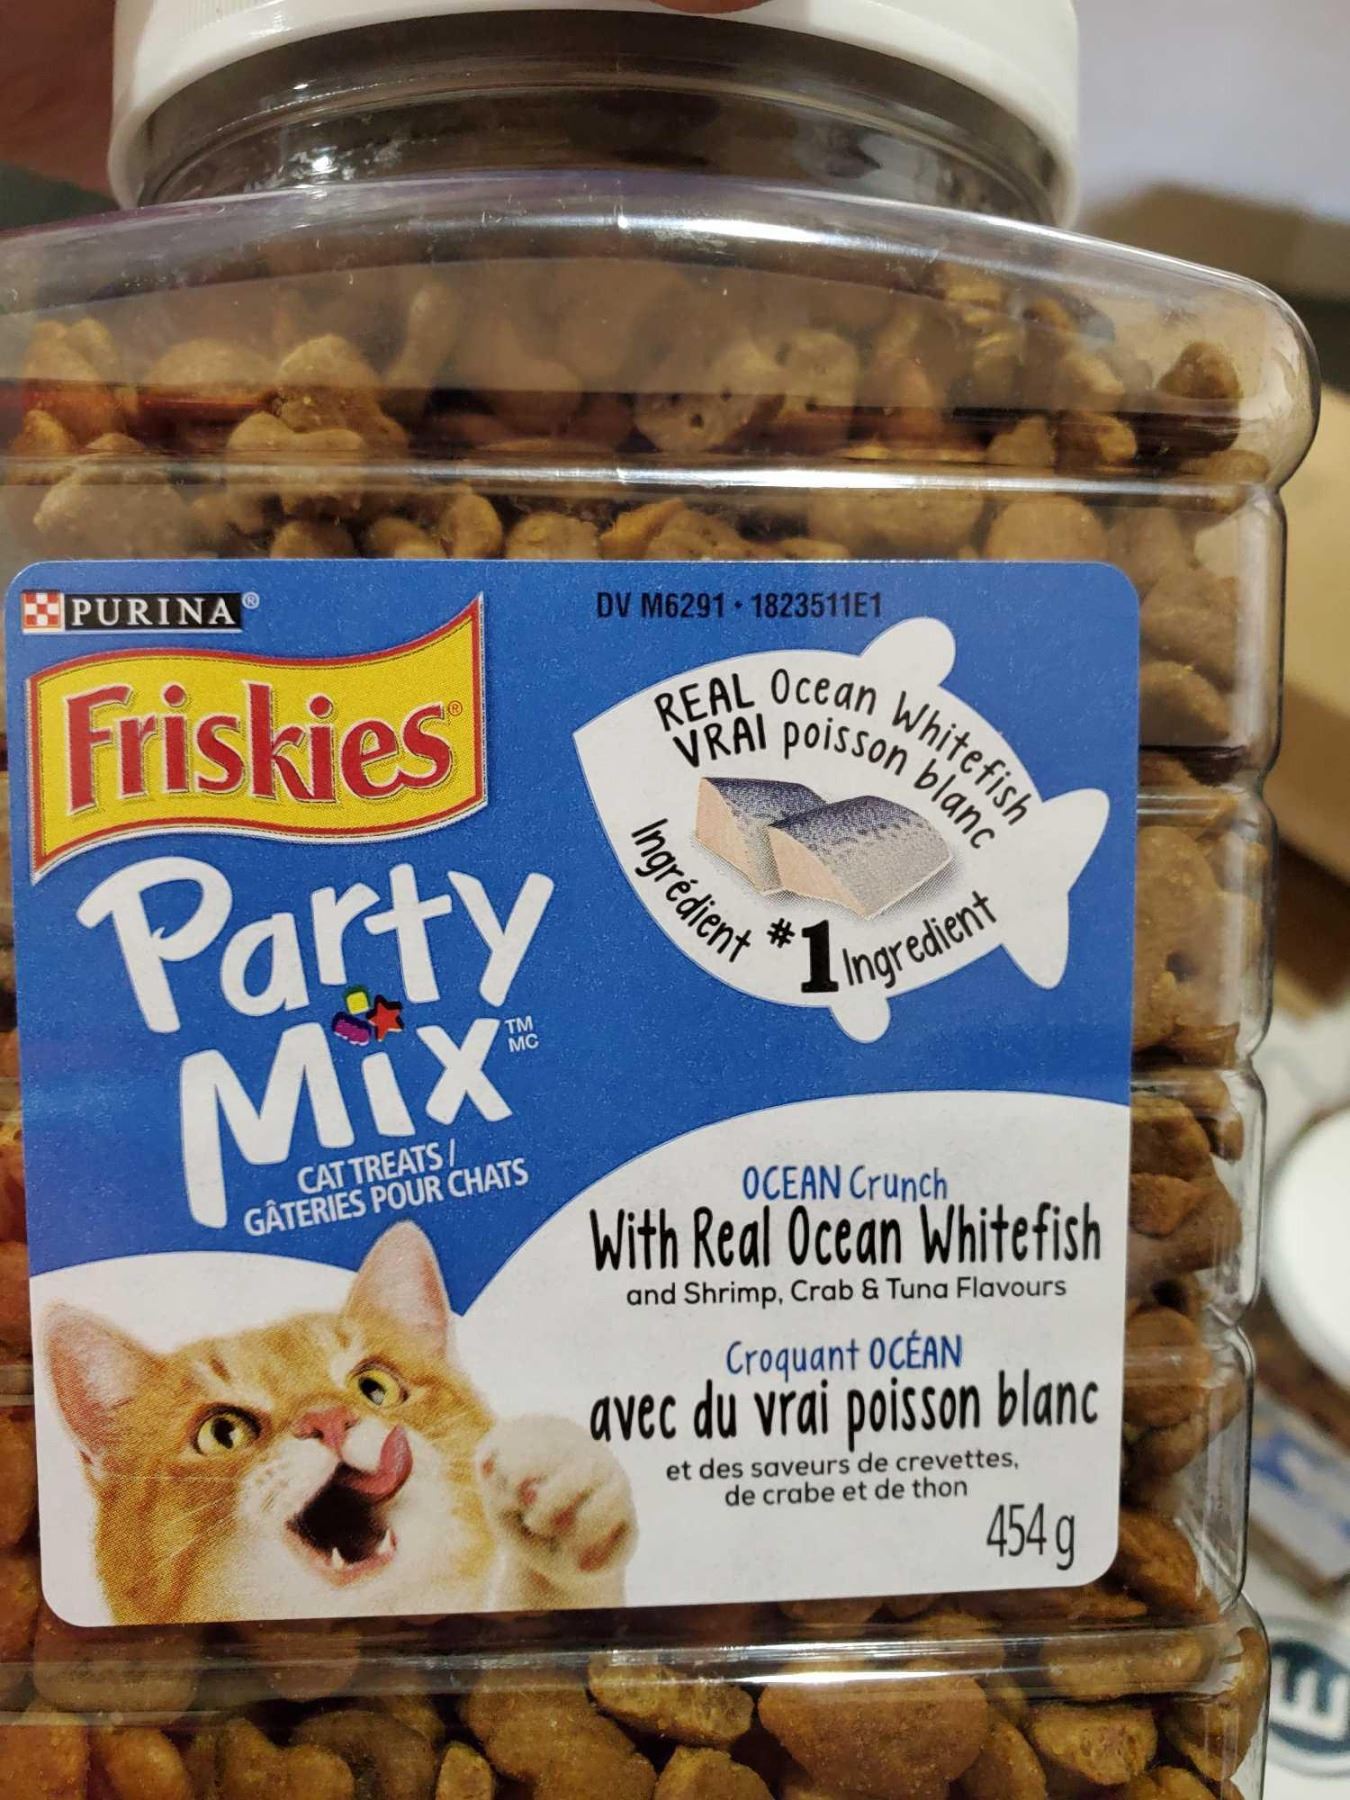 PURINA®
Friskies®
Party
Mix TM MC
CAT TREATS /
GÂTERIES POUR CHATS
DV M6291 • 1823511E1
REAL Ocean Whitefish
VRAI poisson blanc
Ingrédient #1 Ingredient
OCEAN Crunch
With Real Ocean Whitefish
and Shrimp, Crab & Tuna Flavours
Croquant OCÉAN
avec du vrai poisson blanc
et des saveurs de crevettes,
de crabe et de thon
454 g
E